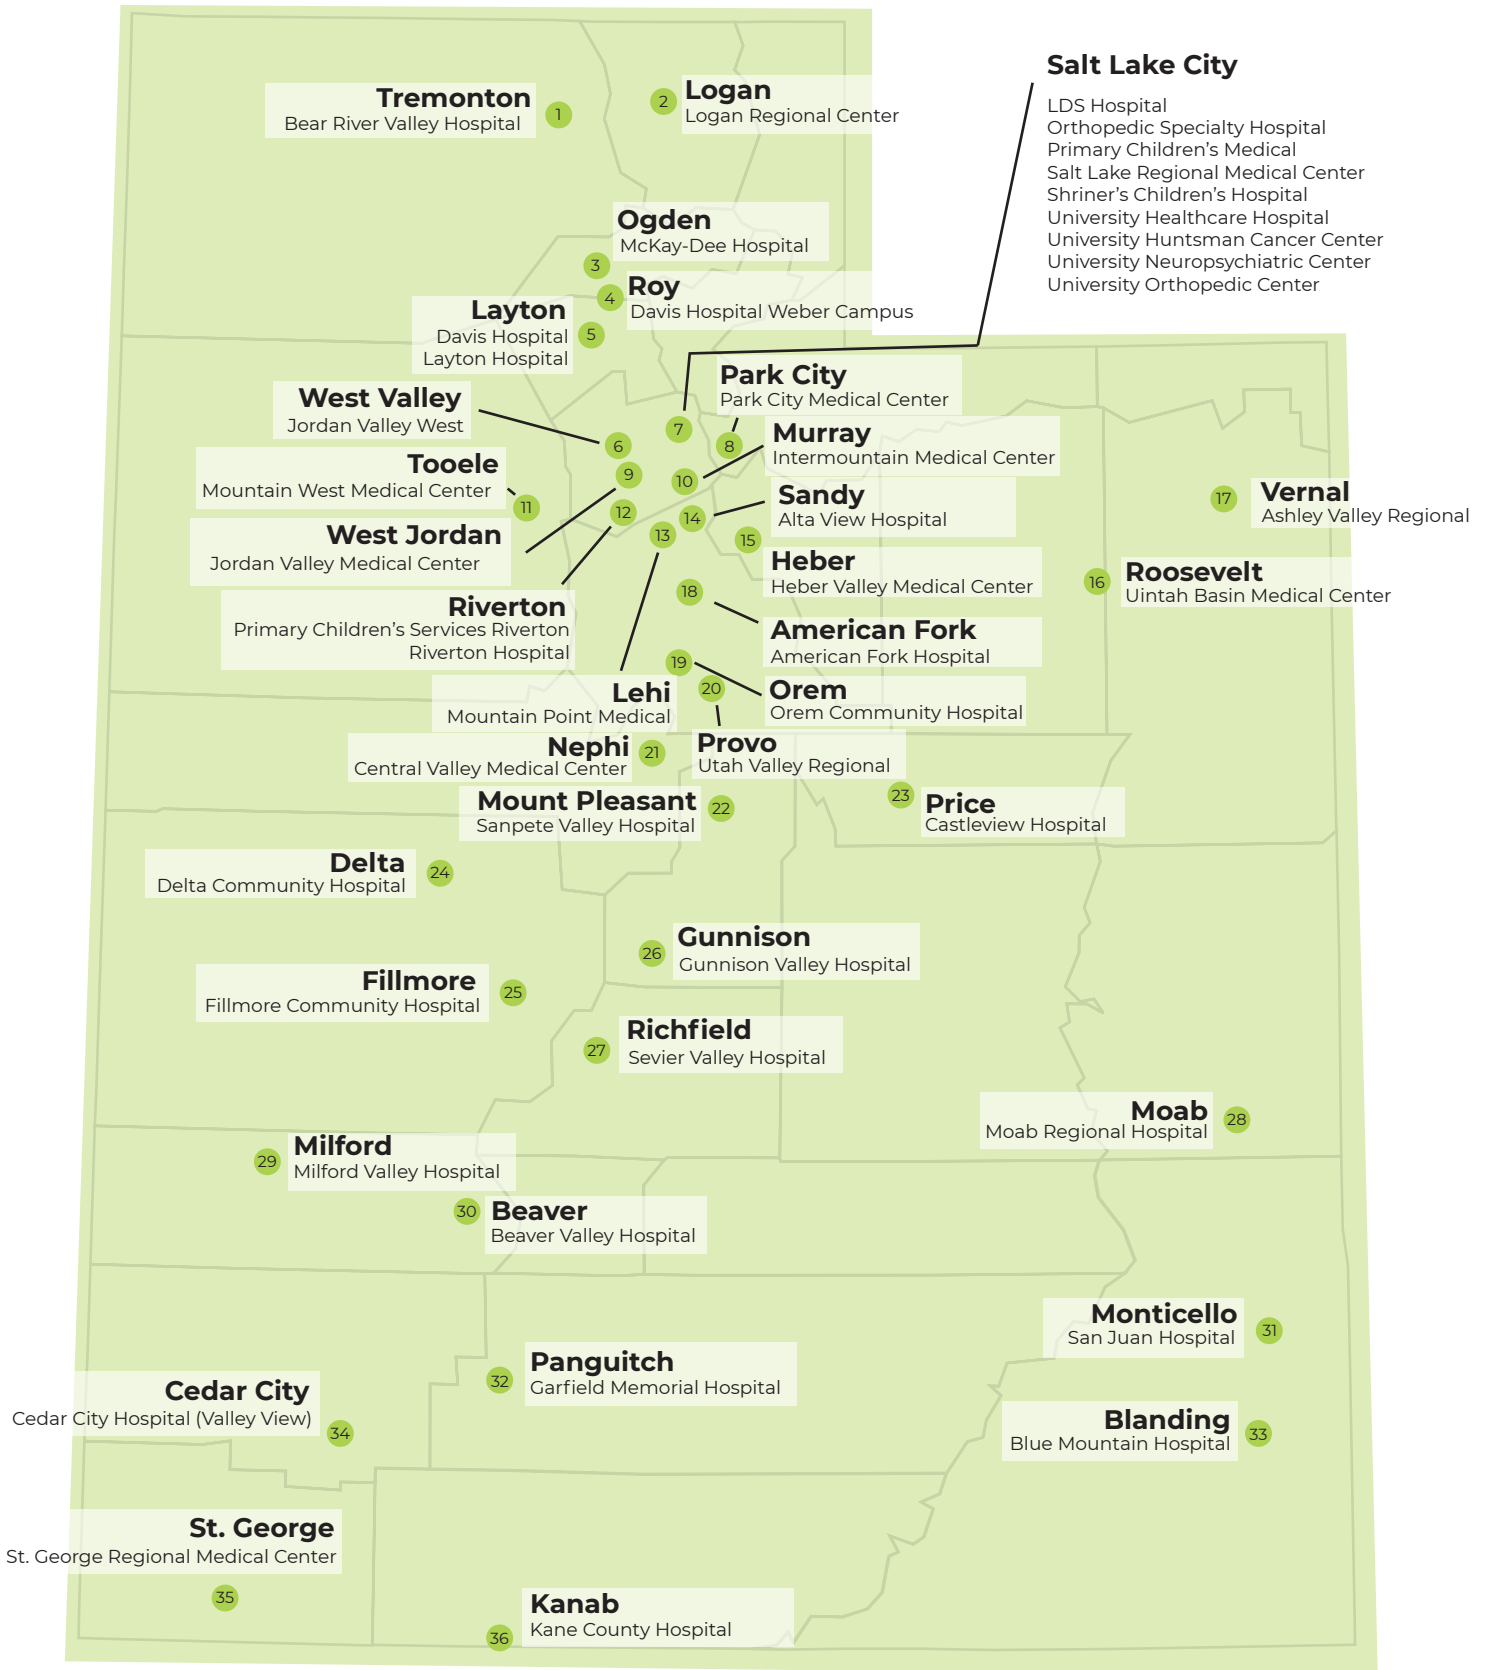 Salt Lake City
LDS Hospital
Orthopedic Specialty Hospital
Primary Children's Medical
Salt Lake Regional Medical Center
Shriner's Children's Hospital
University Healthcare Hospital
University Huntsman Cancer Center
University Neuropsychiatric Center
University Orthopedic Center
Tremonton
Bear River Valley Hospital
1
2
Logan
Logan Regional Center
Ogden
McKay-Dee Hospital
3
4
Roy
Davis Hospital Weber Campus
Layton
Davis Hospital
Layton Hospital
5
West Valley
Jordan Valley West
6
7
Park City
Park City Medical Center
8
Murray
Intermountain Medical Center
10
Tooele
Mountain West Medical Center
11
9
West Jordan
Jordan Valley Medical Center
12
Sandy
Alta View Hospital
14
13
15
Heber
Heber Valley Medical Center
17
Vernal
Ashley Valley Regional
16
Roosevelt
Uintah Basin Medical Center
Riverton
Primary Children's Services Riverton
Riverton Hospital
18
American Fork
American Fork Hospital
19
Orem
Orem Community Hospital
20
Lehi
Mountain Point Medical
Provo
Utah Valley Regional
Nephi
Central Valley Medical Center
21
Mount Pleasant
Sanpete Valley Hospital
22
23
Price
Castleview Hospital
Delta
Delta Community Hospital
24
26
Gunnison
Gunnison Valley Hospital
Fillmore
Fillmore Community Hospital
25
27
Richfield
Sevier Valley Hospital
Moab
Moab Regional Hospital
28
29
Milford
Milford Valley Hospital
30
Beaver
Beaver Valley Hospital
Monticello
San Juan Hospital
31
32
Panguitch
Garfield Memorial Hospital
Cedar City
Cedar City Hospital (Valley View)
34
Blanding
Blue Mountain Hospital
33
St. George
St. George Regional Medical Center
35
36
Kanab
Kane County Hospital